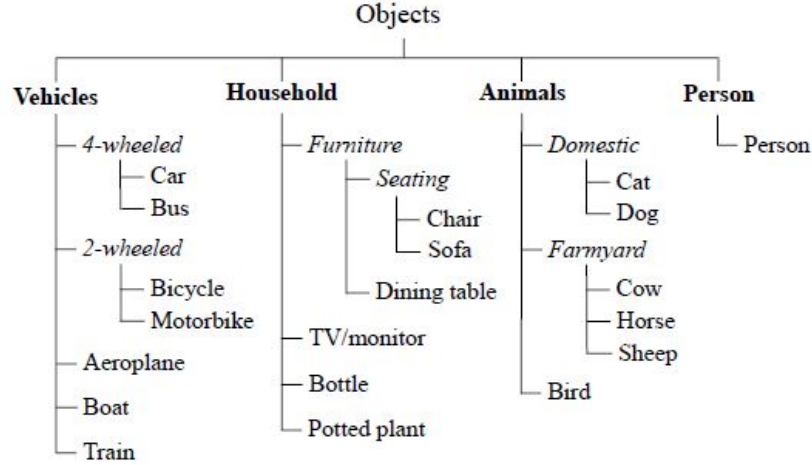 Objects
Vehicles
4-wheeled
Car
Bus
2-wheeled
Bicycle
Motorbike
Aeroplane
Boat
Train
Household
Furniture
Seating
Chair
Sofa
Dining table
TV/monitor
Bottle
Potted plant
Animals
Domestic
Cat
Dog
Farmyard
Cow
Horse
Sheep
Bird
Person
Person